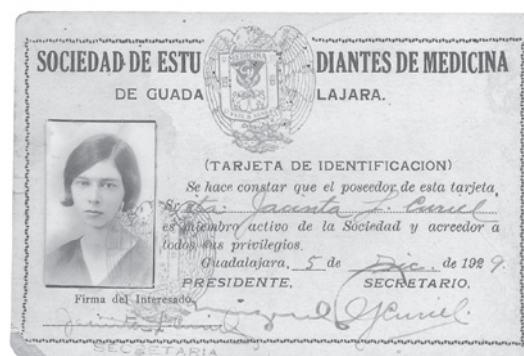 SOCIEDAD DE ESTUDIANTES DE MEDICINA
DE GUADALAJARA.
(TARJETA DE IDENTIFICACION)
Se hace constar que el poseedor de esta tarjeta,
Srita. Jacinta L. Curiel
es miembro activo de la Sociedad y acreedor á
todos sus privilegios.
Guadalajara, 5 de Dic. de 1929.
PRESIDENTE, SECRETARIO.
Firma del Interesado,
Curiel
SECRETARIA